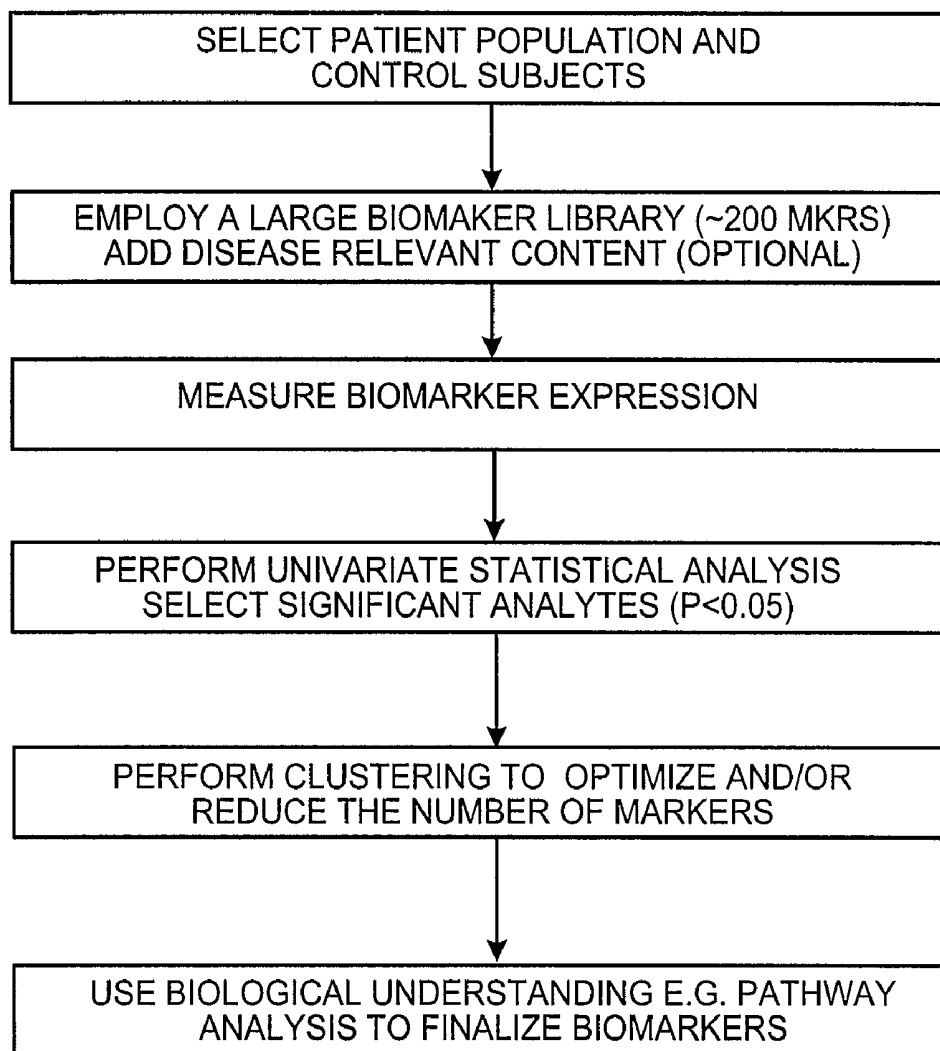 SELECT PATIENT POPULATION AND
CONTROL SUBJECTS
EMPLOY A LARGE BIOMAKER LIBRARY (~200 MKRS)
ADD DISEASE RELEVANT CONTENT (OPTIONAL)
MEASURE BIOMARKER EXPRESSION
PERFORM UNIVARIATE STATISTICAL ANALYSIS
SELECT SIGNIFICANT ANALYTES (P<0.05)
PERFORM CLUSTERING TO OPTIMIZE AND/OR
REDUCE THE NUMBER OF MARKERS
USE BIOLOGICAL UNDERSTANDING E.G. PATHWAY
ANALYSIS TO FINALIZE BIOMARKERS